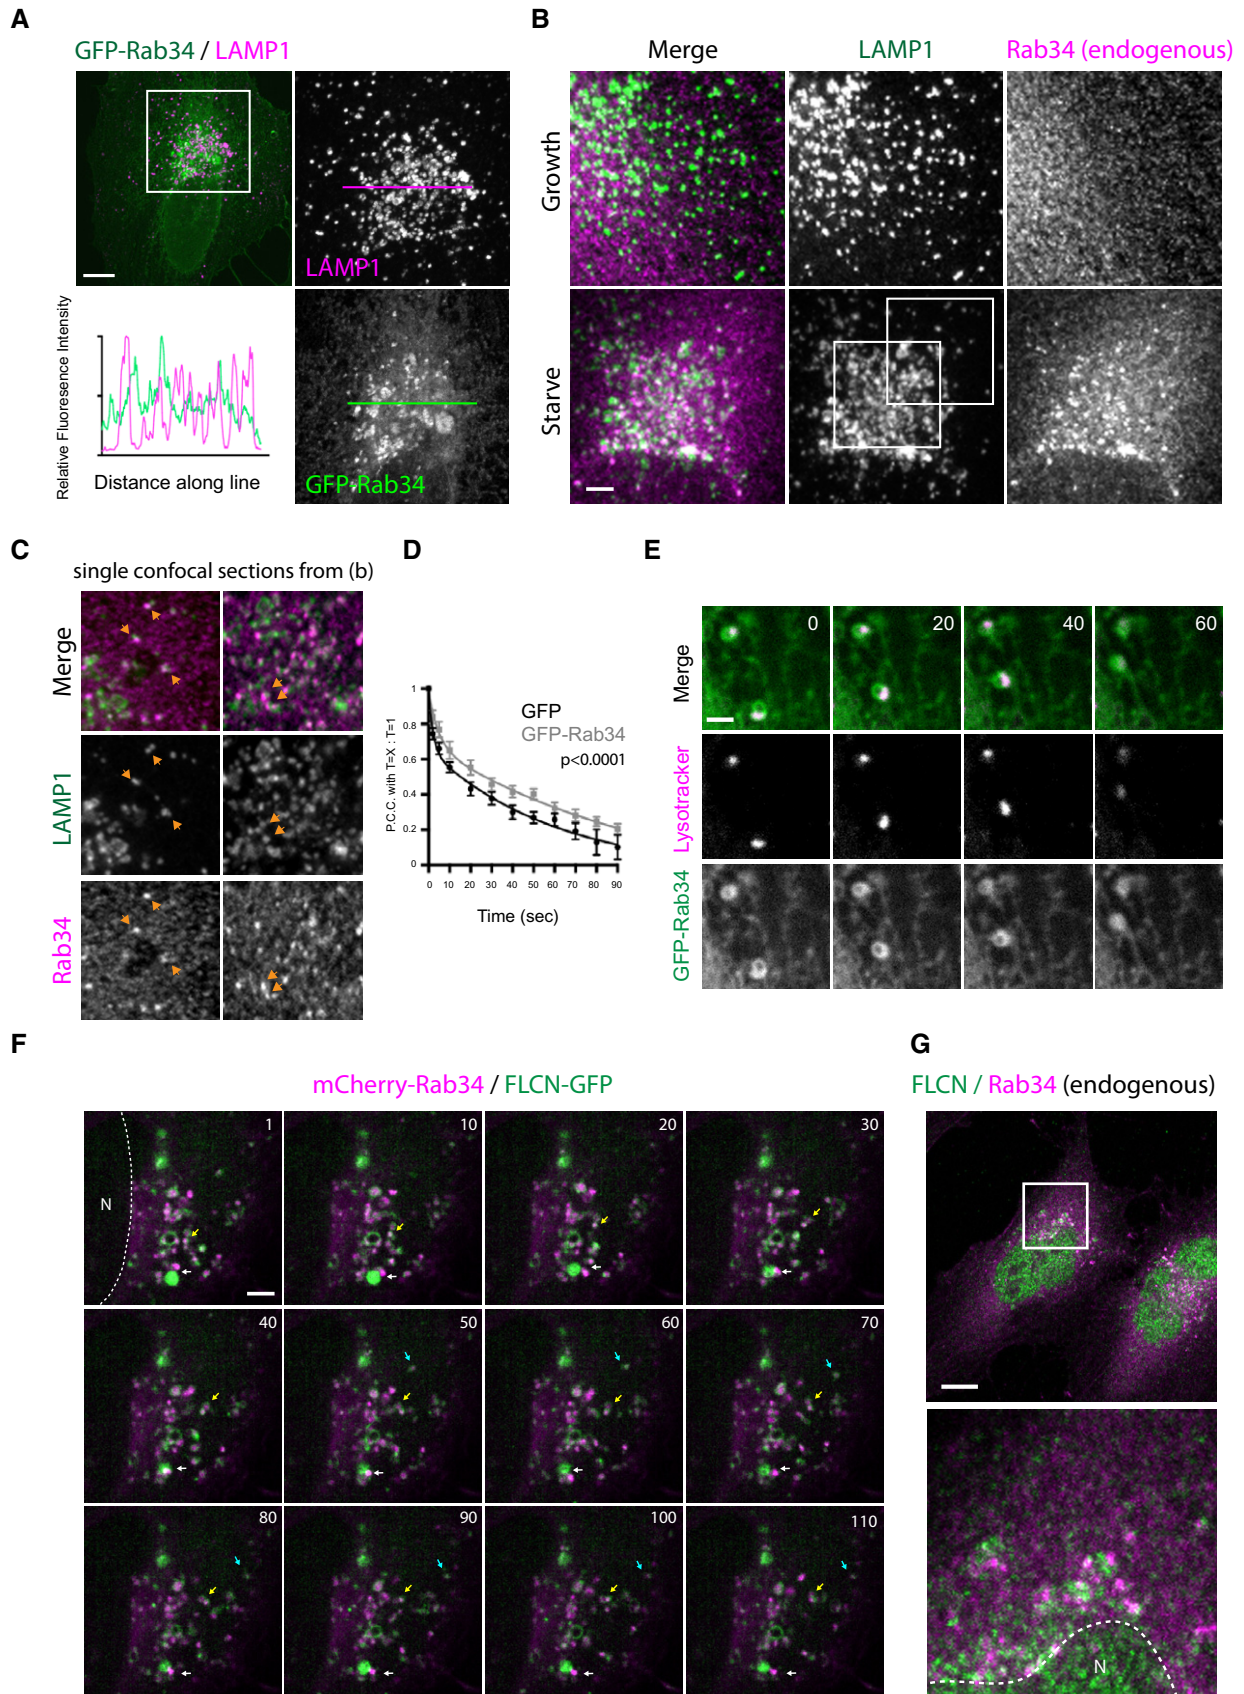 A
GFP-Rab34 / LAMP1
LAMP1
Relative Fluoresence Intensity
Distance along line
GFP-Rab34
B
Merge
LAMP1
Rab34 (endogenous)
Growth
Starve
C
single confocal sections from (b)
Merge
LAMP1
Rab34
D
P.C.C. with T=X : T=1
1
0.8
0.6
0.4
0.2
0
GFP
GFP-Rab34
p<0.0001
0 10 20 30 40 50 60 70 80 90
Time (sec)
E
Merge
0
20
40
60
Lysotracker
GFP-Rab34
F
mCherry-Rab34 / FLCN-GFP
N
1
10
20
30
40
50
60
70
80
90
100
110
G
FLCN / Rab34 (endogenous)
N